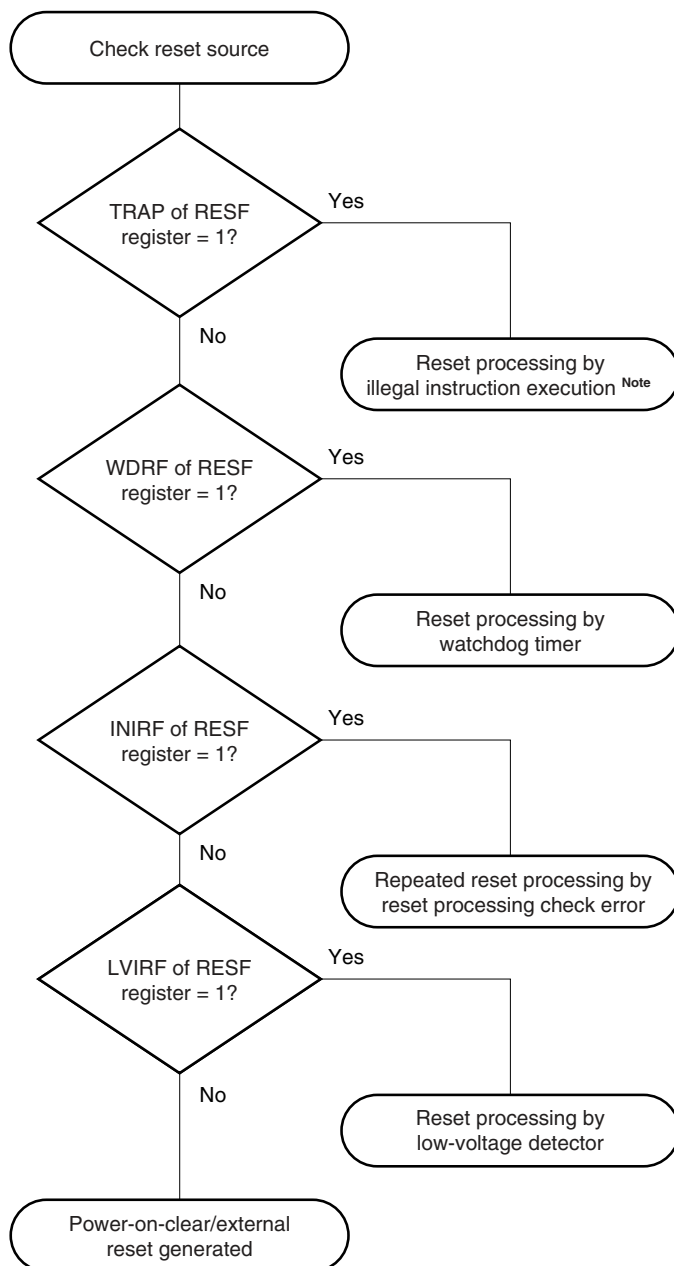 Check reset source
TRAP of RESF
register = 1?
Yes
No
Reset processing by
illegal instruction execution Note
WDRF of RESF
register = 1?
Yes
No
Reset processing by
watchdog timer
INIRF of RESF
register = 1?
Yes
No
Repeated reset processing by
reset processing check error
LVIRF of RESF
register = 1?
Yes
No
Reset processing by
low-voltage detector
Power-on-clear/external
reset generated